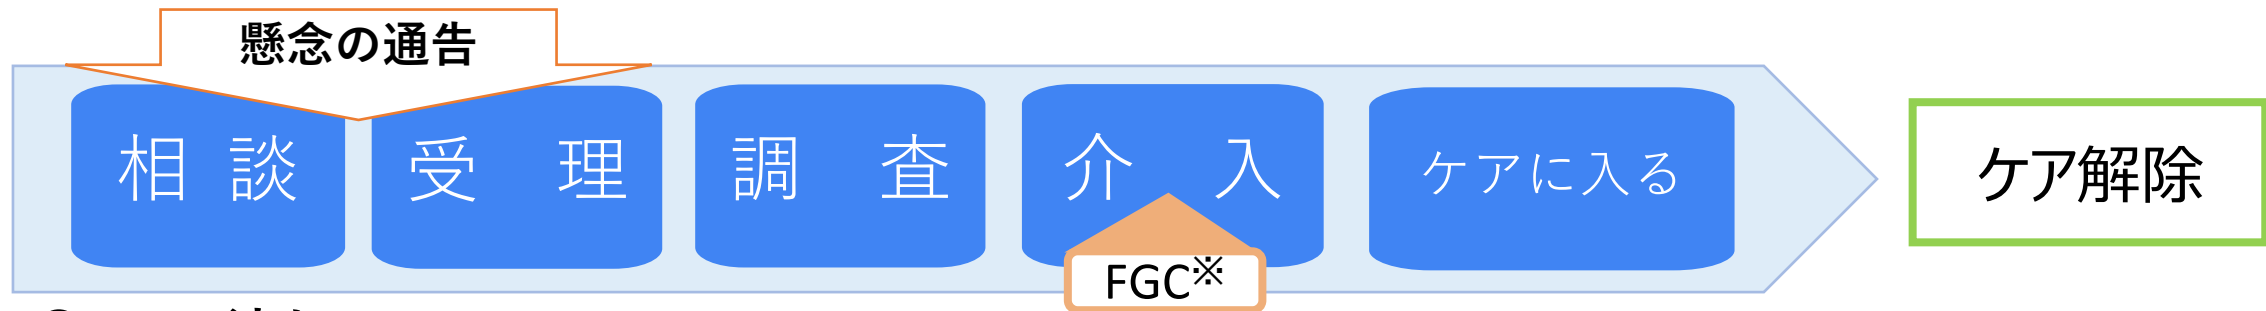 懸念の通告
相談
受理
調査
介入
ケアに入る
ケア解除
FGC※